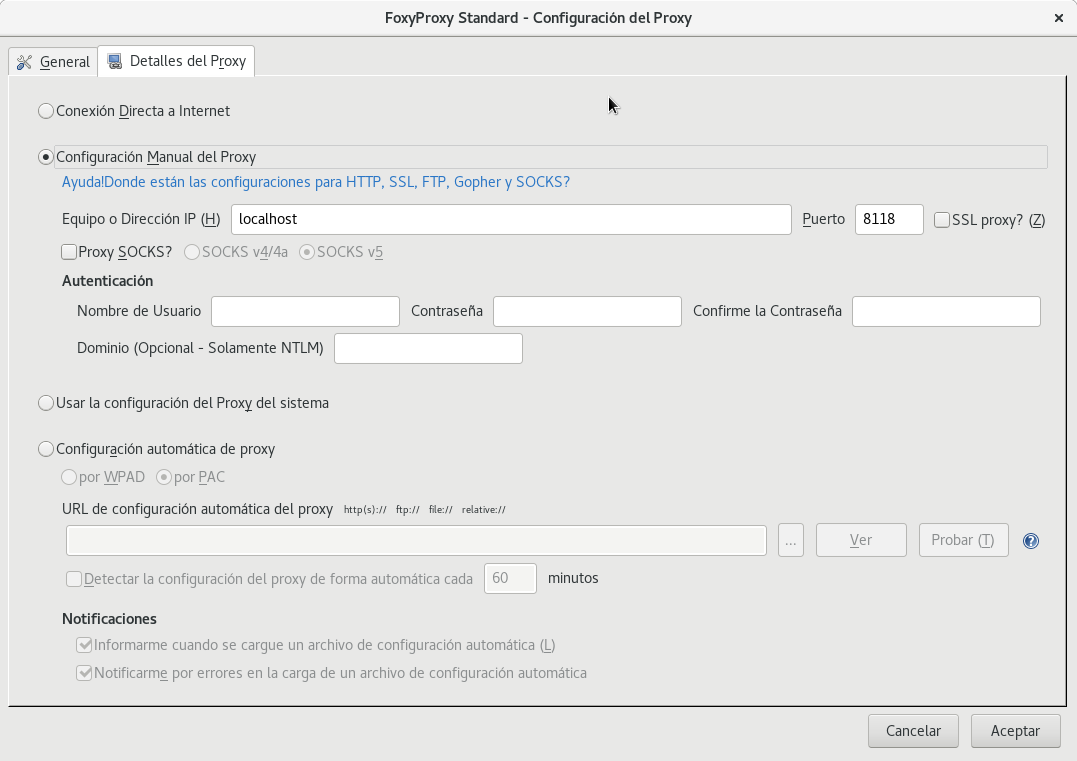 FoxyProxy Standard - Configuración del Proxy
General Detalles del Proxy
Conexión Directa a Internet
Configuración Manual del Proxy
Ayuda!Donde están las configuraciones para HTTP, SSL, FTP, Gopher y SOCKS?
Equipo o Dirección IP (H) localhost Puerto 8118 SSL proxy? (Z)
Proxy SOCKS? SOCKS v4/4a SOCKS v5
Autenticación
Nombre de Usuario Contraseña Confirme la Contraseña
Dominio (Opcional - Solamente NTLM)
Usar la configuración del Proxy del sistema
Configuración automática de proxy
por WPAD por PAC
URL de configuración automática del proxy http(s):// ftp:// file:// relative://
... Ver Probar (T) ?
Detectar la configuración del proxy de forma automática cada 60 minutos
Notificaciones
Informarme cuando se cargue un archivo de configuración automática (L)
Notificarme por errores en la carga de un archivo de configuración automática
Cancelar Aceptar